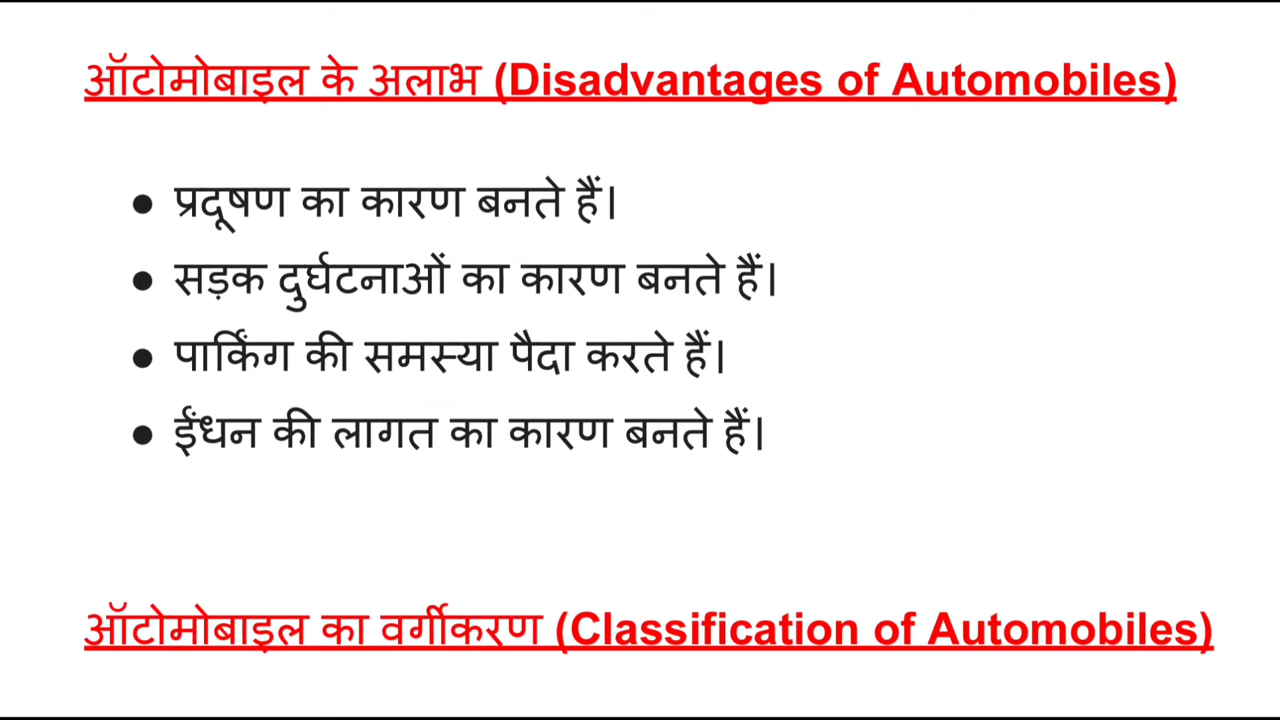 ऑटोमोबाइल के अलाभ (Disadvantages of Automobiles)
● प्रदूषण का कारण बनते हैं।
● सड़क दुर्घटनाओं का कारण बनते हैं।
● पार्किंग की समस्या पैदा करते हैं।
● ईंधन की लागत का कारण बनते हैं।
ऑटोमोबाइल का वर्गीकरण (Classification of Automobiles)